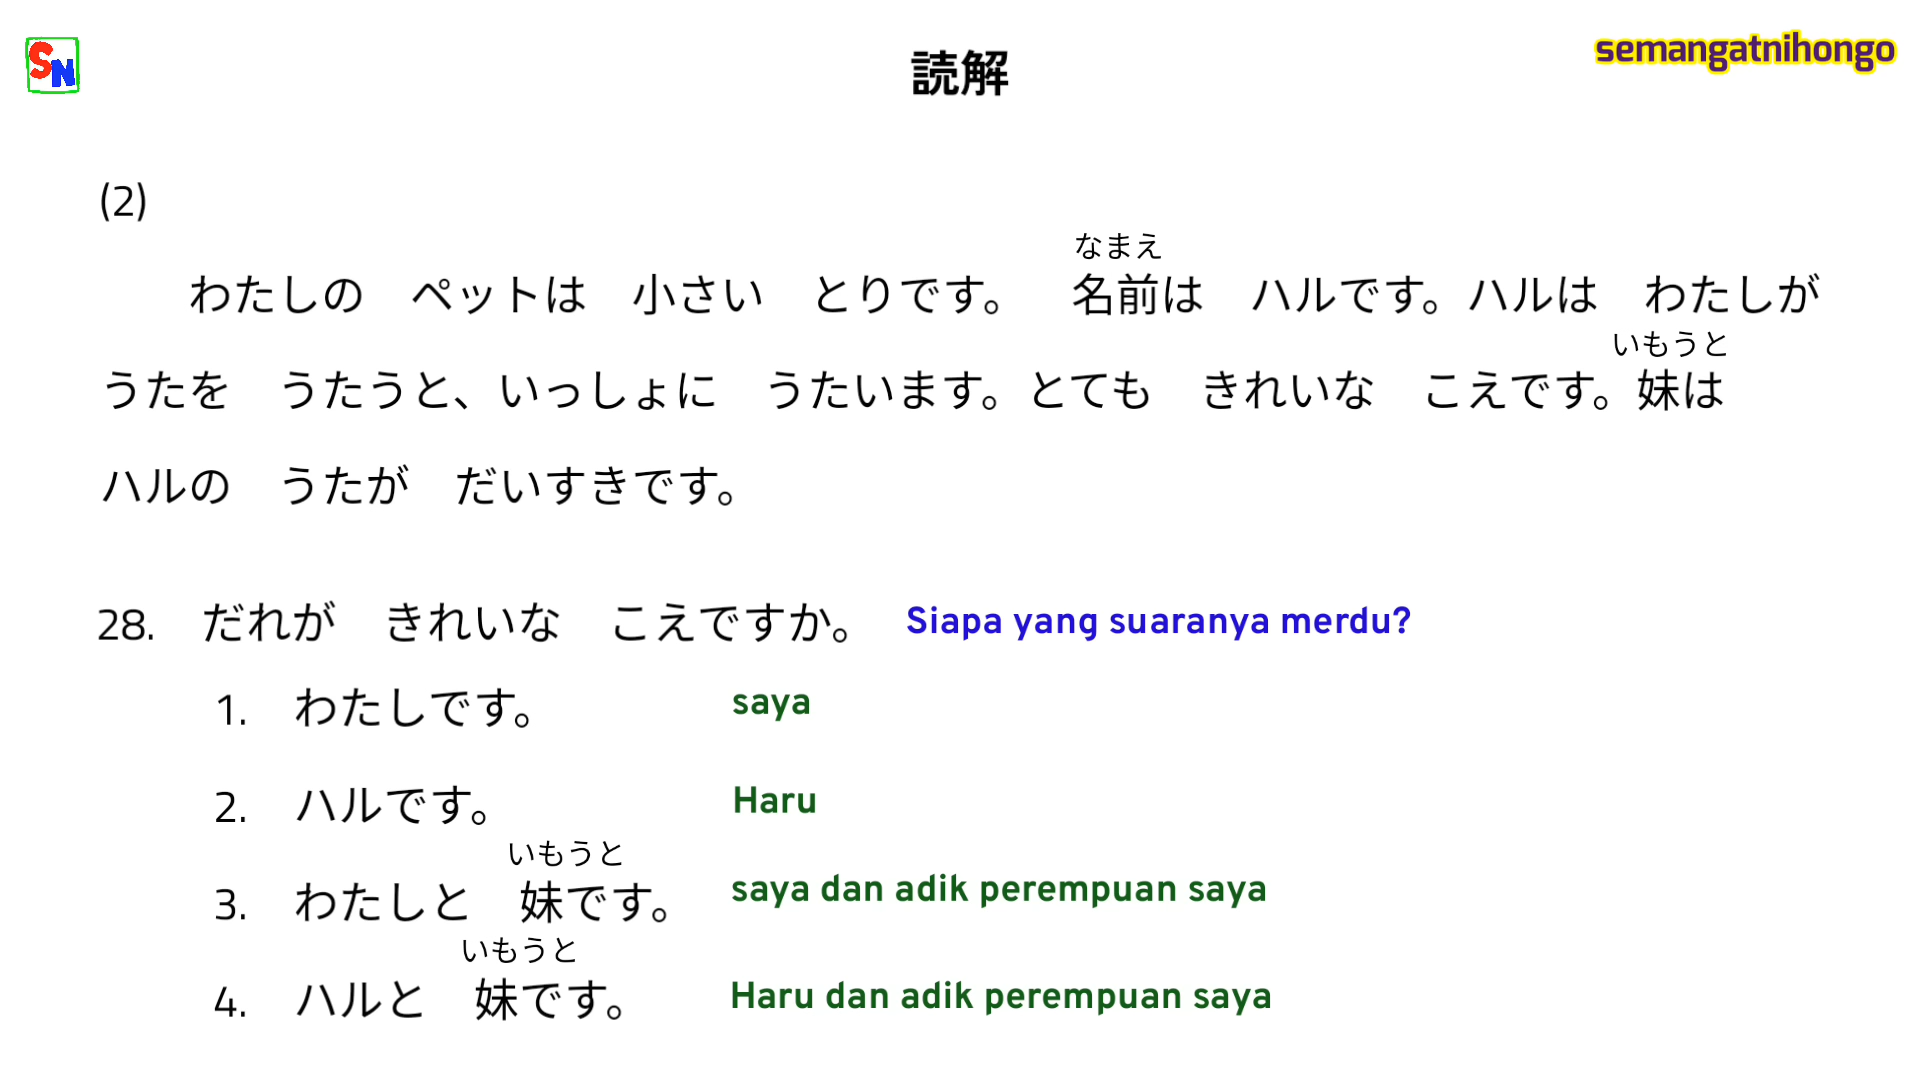 SN
読解
semangatnihongo
(2)
なまえ
わたしの　ペットは　小さい　とりです。　名前は　ハルです。ハルは　わたしが
いもうと
うたを　うたうと、いっしょに　うたいます。とても　きれいな　こえです。妹は
ハルの　うたが　だいすきです。
28.　だれが　きれいな　こえですか。　Siapa yang suaranya merdu?
1.　わたしです。　saya
2.　ハルです。　Haru
いもうと
3.　わたしと　妹です。　saya dan adik perempuan saya
いもうと
4.　ハルと　妹です。　Haru dan adik perempuan saya